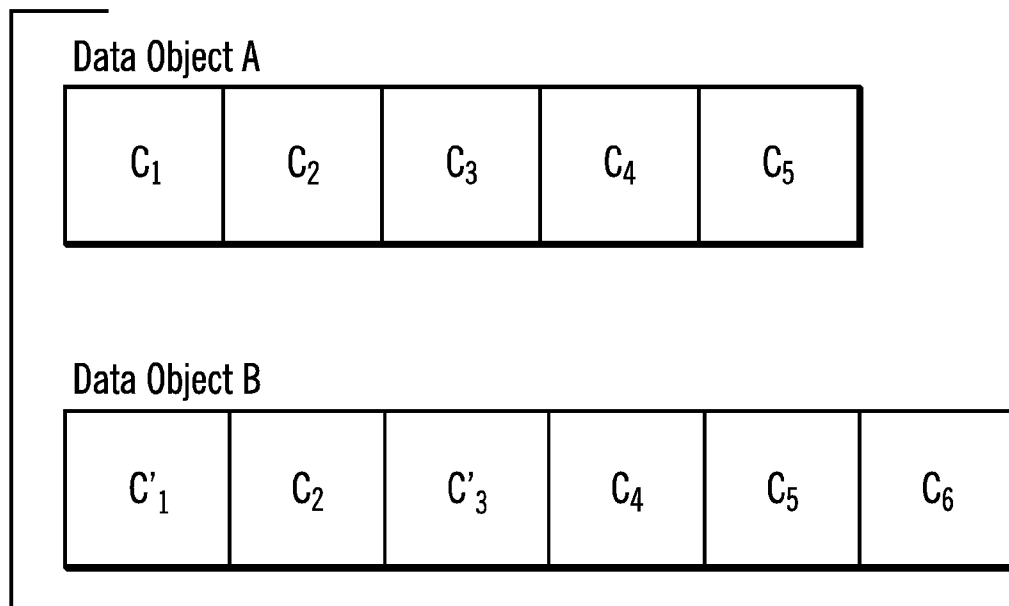 Data Object A
C₁ C₂ C₃ C₄ C₅
Data Object B
C'₁ C₂ C'₃ C₄ C₅ C₆